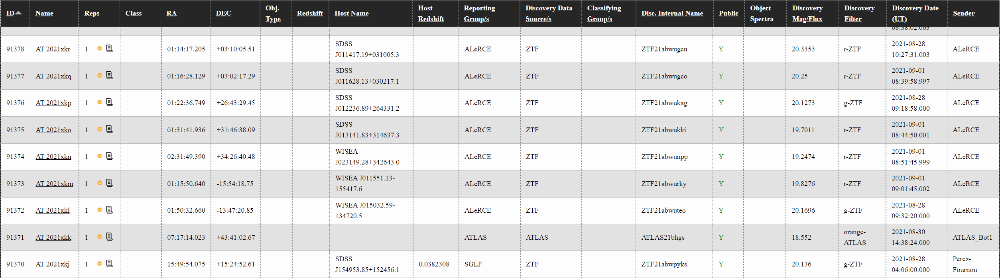 ID Name Reps Class RA DEC Obj. Type Redshift Host Name Host Redshift Reporting Group/s Discovery Data Source/s Classifying Group/s Disc. Internal Name Public Object Spectra Discovery Mag/Flux Discovery Filter Discovery Date (UT) Sender
08:38:02.003
91378 AT 2021xkr 1 01:14:17.205 +03:10:05.51 SDSS J011417.19+031005.3 ALeRCE ZTF ZTF21abwugcn Y 20.3353 r-ZTF 2021-08-28 10:27:31.003 ALeRCE
91377 AT 2021xkq 1 01:16:28.129 +03:02:17.29 SDSS J011628.13+030217.1 ALeRCE ZTF ZTF21abwugco Y 20.25 r-ZTF 2021-09-01 08:39:58.997 ALeRCE
91376 AT 2021xkp 1 01:22:36.749 +26:43:29.45 SDSS J012236.89+264331.2 ALeRCE ZTF ZTF21abwukag Y 20.1273 g-ZTF 2021-08-28 09:18:58.000 ALeRCE
91375 AT 2021xko 1 01:31:41.936 +31:46:38.09 SDSS J013141.83+314637.3 ALeRCE ZTF ZTF21abwukki Y 19.7011 r-ZTF 2021-09-01 08:44:50.001 ALeRCE
91374 AT 2021xkn 1 02:31:49.390 +34:26:40.48 WISEA J023149.28+342643.0 ALeRCE ZTF ZTF21abwunpp Y 19.2474 r-ZTF 2021-09-01 08:51:45.999 ALeRCE
91373 AT 2021xkm 1 01:15:50.640 -15:54:18.75 WISEA J011551.13-155417.6 ALeRCE ZTF ZTF21abwurky Y 19.8276 r-ZTF 2021-09-01 09:01:45.002 ALeRCE
91372 AT 2021xkl 1 01:50:32.660 -13:47:20.85 WISEA J015032.59-134720.5 ALeRCE ZTF ZTF21abwuteo Y 20.1696 g-ZTF 2021-08-28 09:32:20.000 ALeRCE
91371 AT 2021xkk 1 07:17:14.023 +43:41:02.67 ATLAS ATLAS ATLAS21bhgs Y 18.552 orange-ATLAS 2021-08-30 14:38:24.000 ATLAS_Bot1
91370 AT 2021xkj 1 15:49:54.075 +15:24:52.61 SDSS J154953.85+152456.1 0.0382308 SGLF ZTF ZTF21abwpyks Y 20.136 g-ZTF 2021-08-28 04:06:00.000 Perez-Fournon